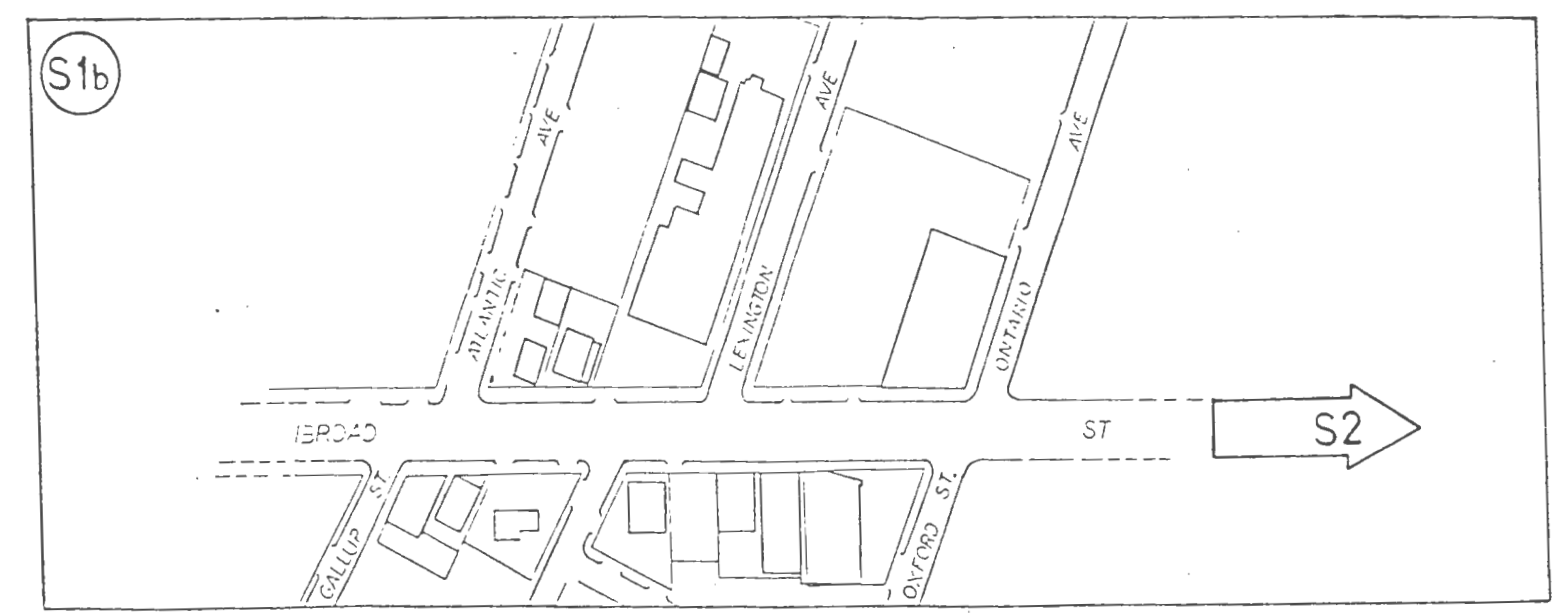 S1b
AVE
AVE
AVE
ATLANTIC
LEXINGTON
ONTARIO
BROAD
ST
S2
ST.
ST.
GALLUP
OXFORD